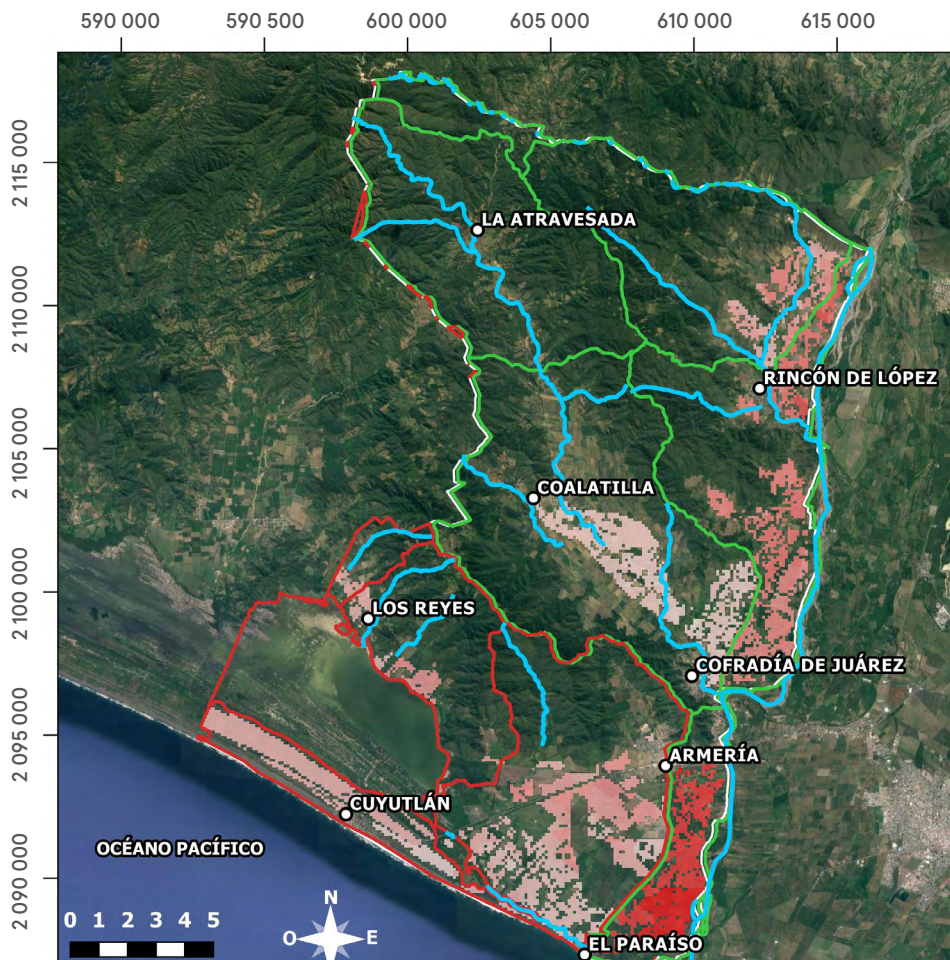 590 000 595 000 600 000 605 000 610 000 615 000
2 115 000
LA ATRAVESADA
2 110 000
RINCÓN DE LÓPEZ
2 105 000
COALATILLA
2 100 000
LOS REYES
COFRADÍA DE JUÁREZ
2 095 000
ARMERÍA
CUYUTLÁN
OCÉANO PACÍFICO
2 090 000
N
0 1 2 3 4 5
O E
EL PARAÍSO